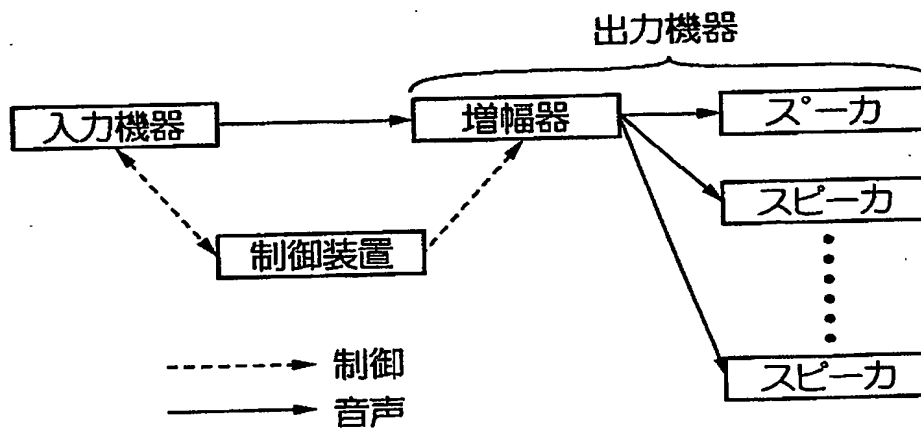 出力機器
入力機器
増幅器
スピーカ
スピーカ
制御装置
制御
スピーカ
音声